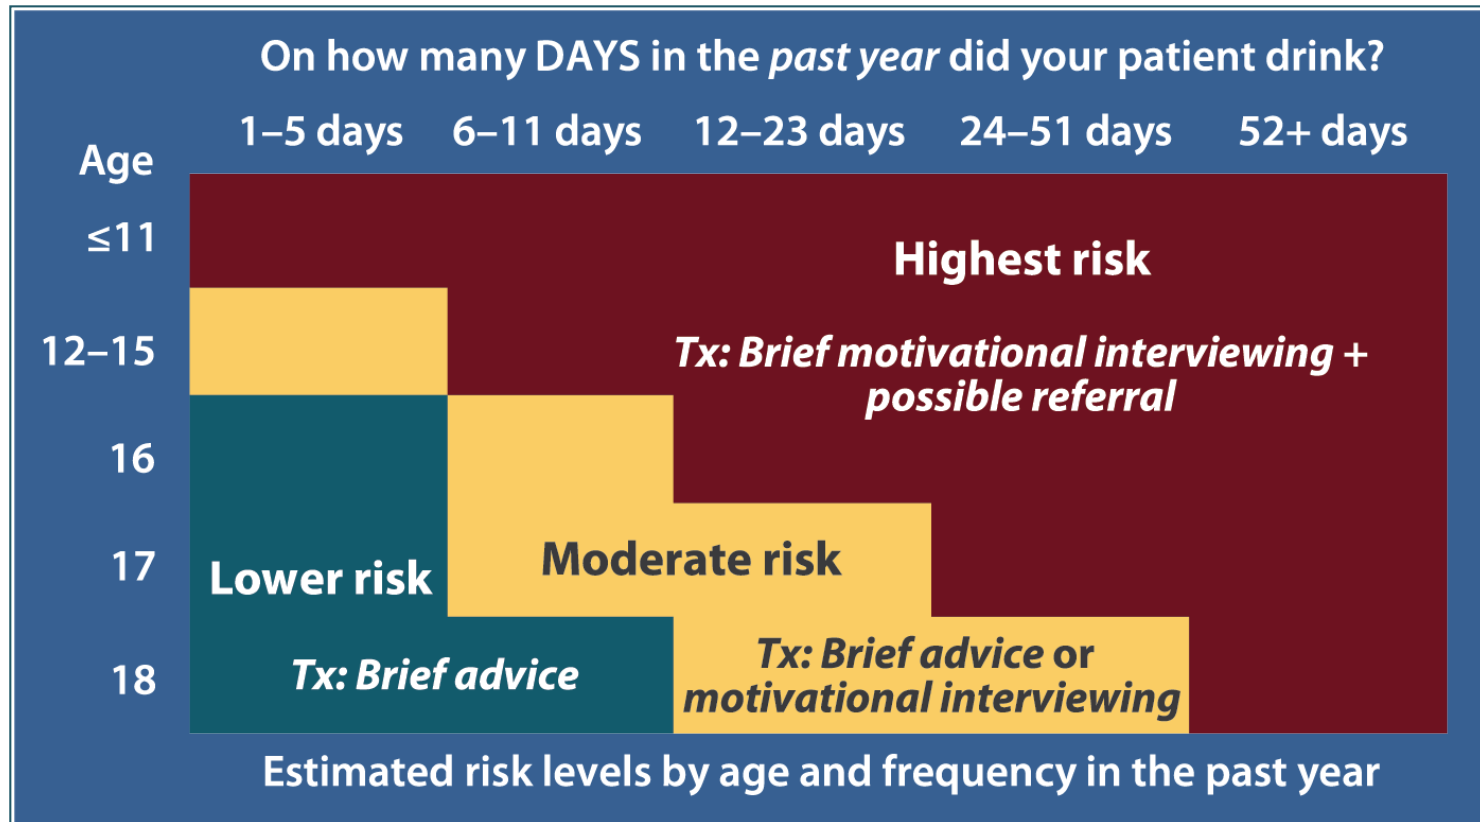 On how many DAYS in the past year did your patient drink?
1–5 days 6–11 days 12–23 days 24–51 days 52+ days
Age
≤11
Highest risk
12–15
Tx: Brief motivational interviewing +
possible referral
16
17
Lower risk
Moderate risk
18
Tx: Brief advice
Tx: Brief advice or
motivational interviewing
Estimated risk levels by age and frequency in the past year